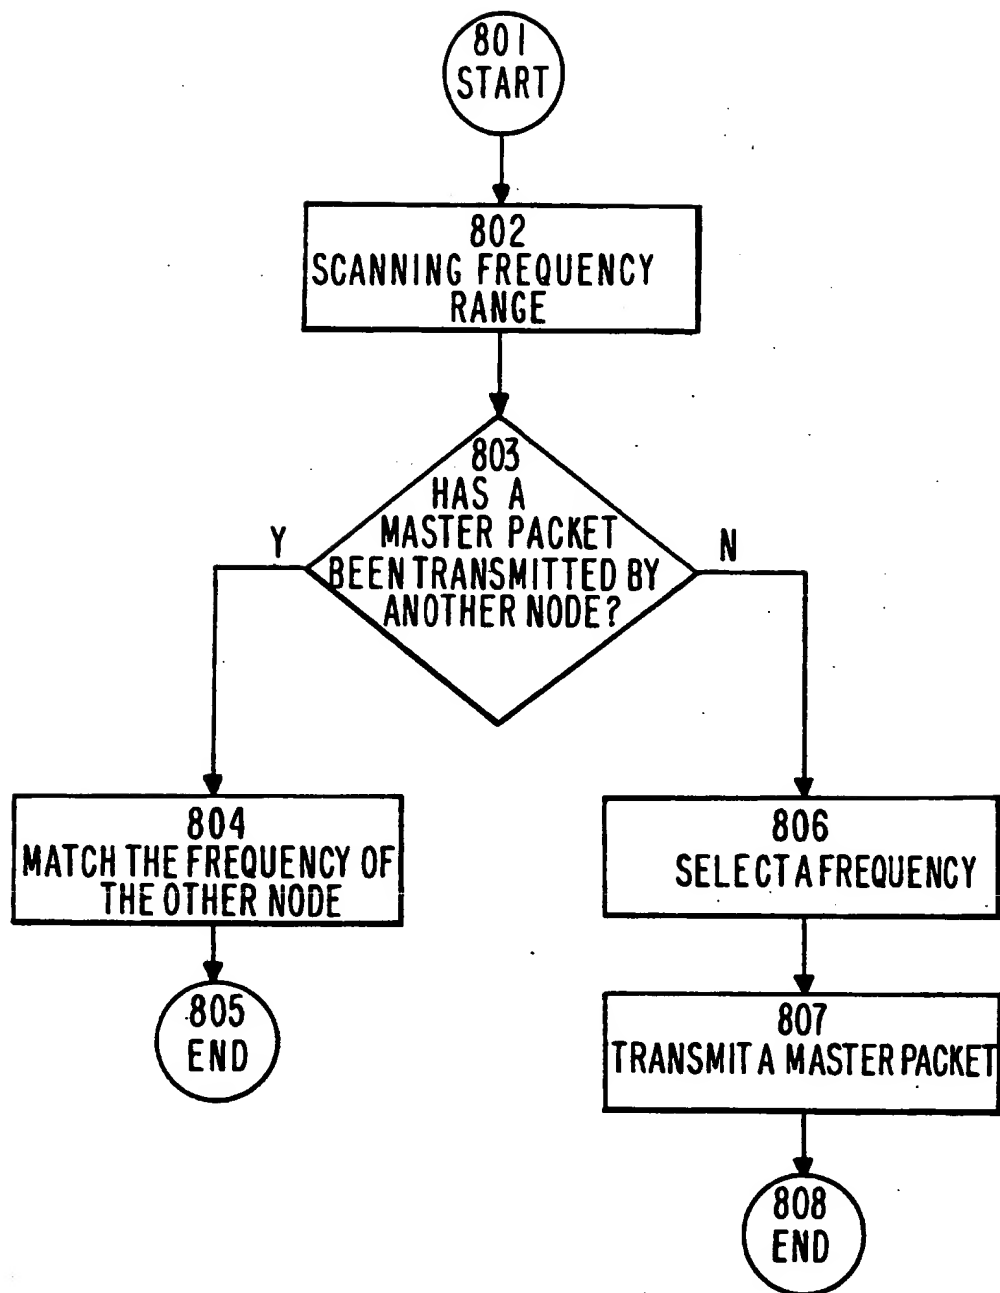 801
START
802
SCANNING FREQUENCY
RANGE
803
HAS A
MASTER PACKET
BEEN TRANSMITTED BY
ANOTHER NODE?
Y
N
804
MATCH THE FREQUENCY OF
THE OTHER NODE
805
END
806
SELECT A FREQUENCY
807
TRANSMIT A MASTER PACKET
808
END